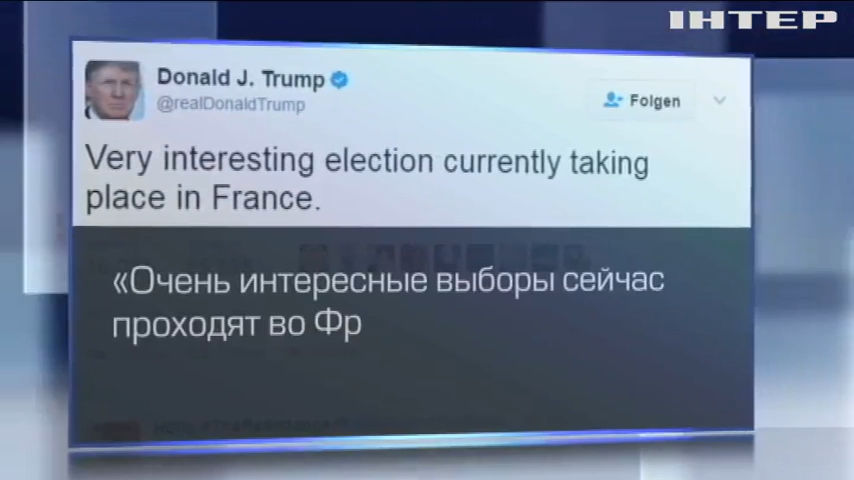 ІНТЕР
Donald J. Trump
@realDonaldTrump
Folgen
Very interesting election currently taking
place in France.
«Очень интересные выборы сейчас
проходят во Фр